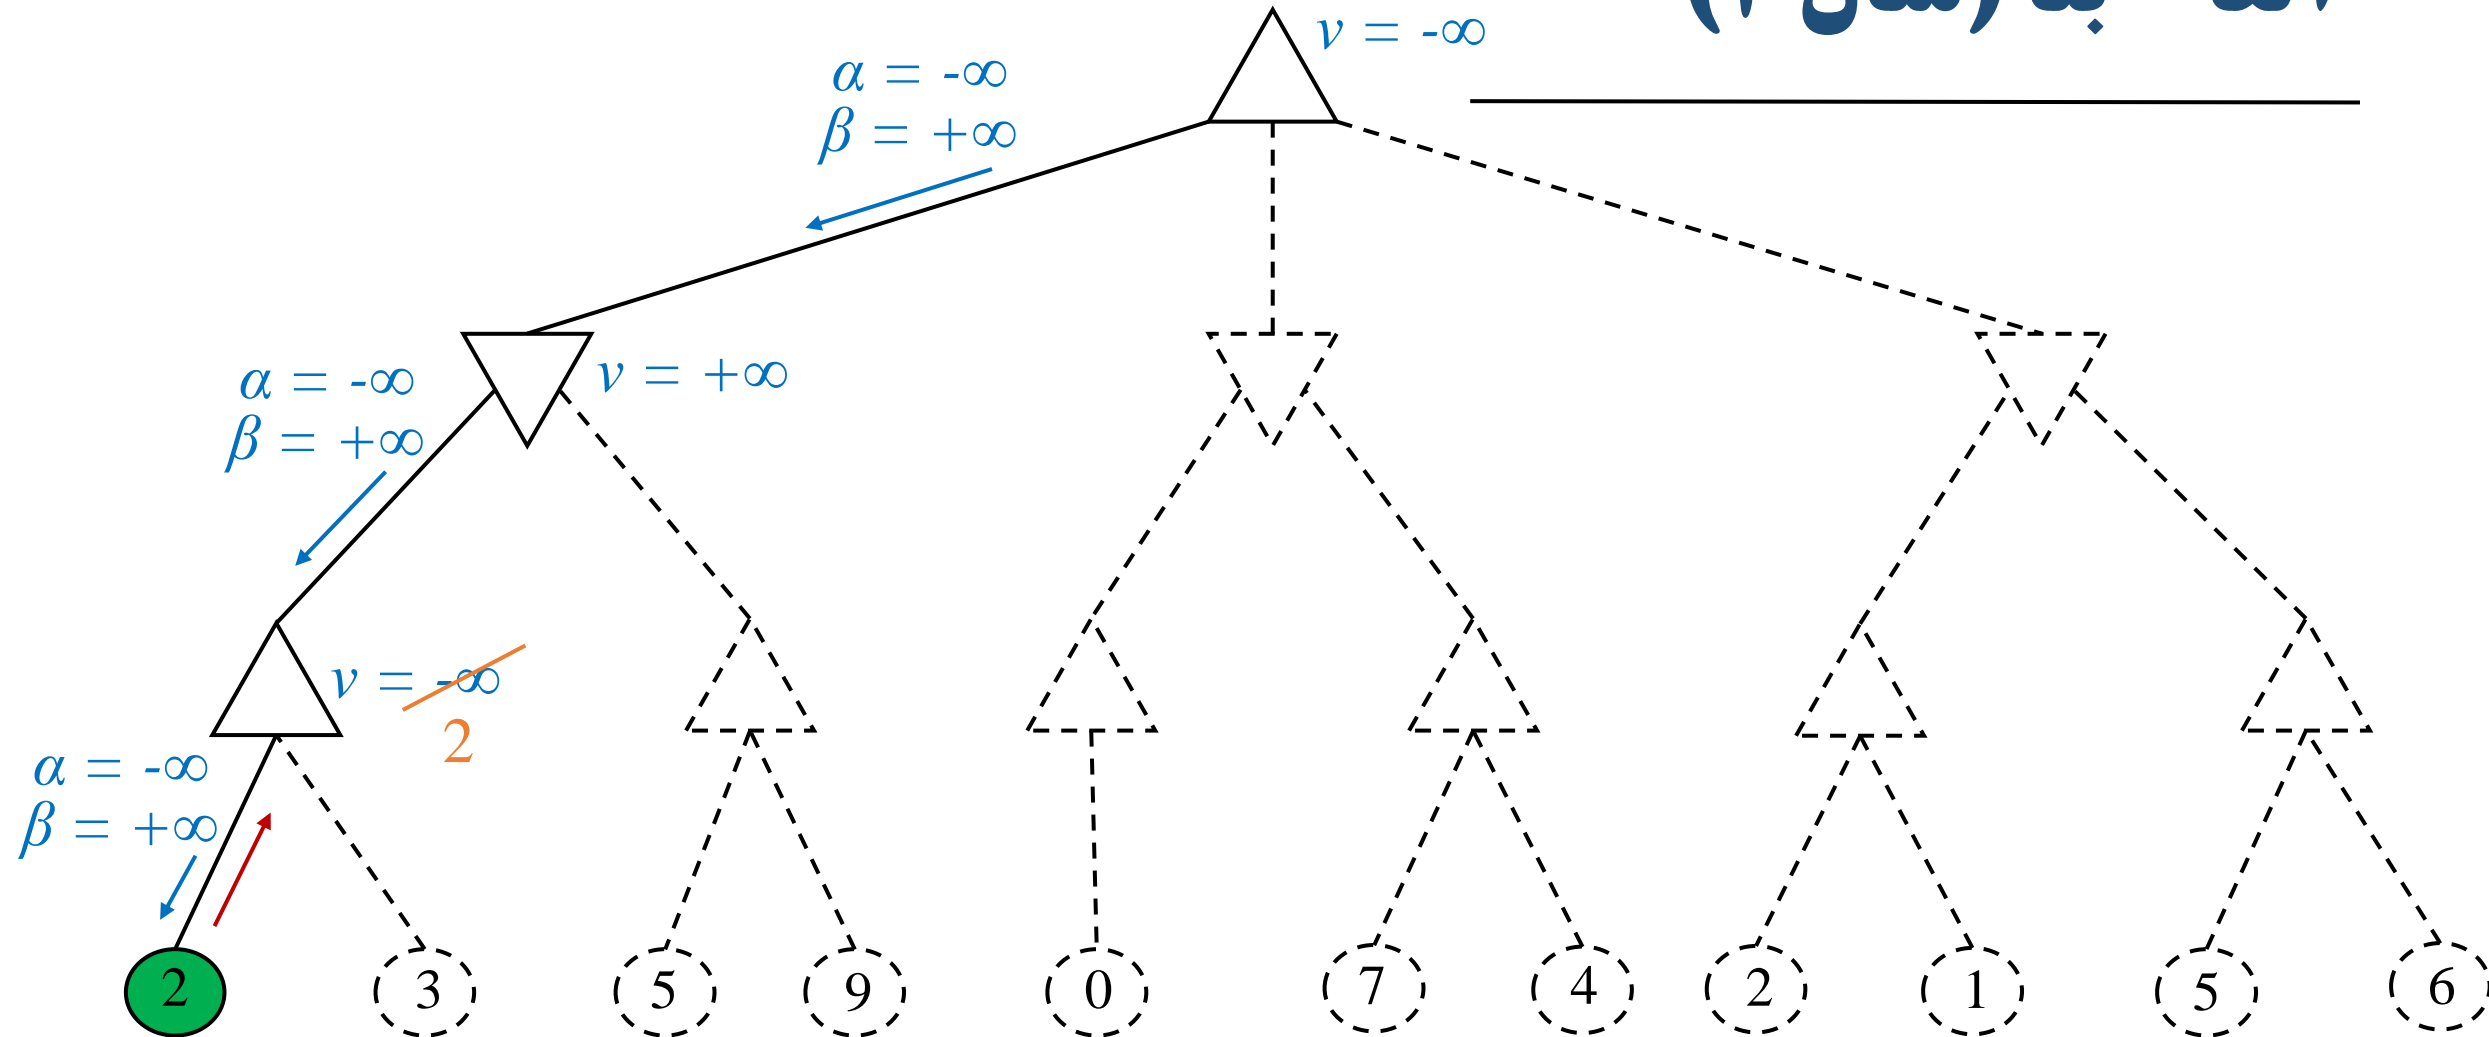 v = -∞
α = -∞
β = +∞
α = -∞
β = +∞
v = +∞
v = -∞
2
α = -∞
β = +∞
2 3 5 9 0 7 4 2 1 5 6